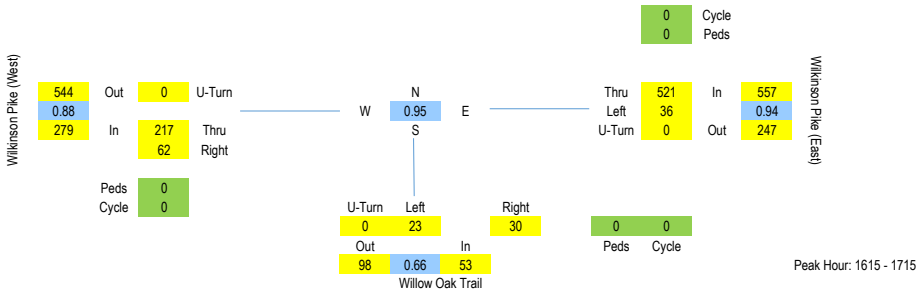 0 Cycle
0 Peds
Wilkinson Pike (West)
544 Out 0 U-Turn
0.88
279 In 217 Thru
62 Right
Peds 0
Cycle 0
N
W 0.95 E
S
Thru 521 In 557
Left 36 0.94
U-Turn 0 Out 247
Wilkinson Pike (East)
U-Turn Left Right
0 23 30
Out In
98 0.66 53
Willow Oak Trail
0 0
Peds Cycle
Peak Hour: 1615 - 1715